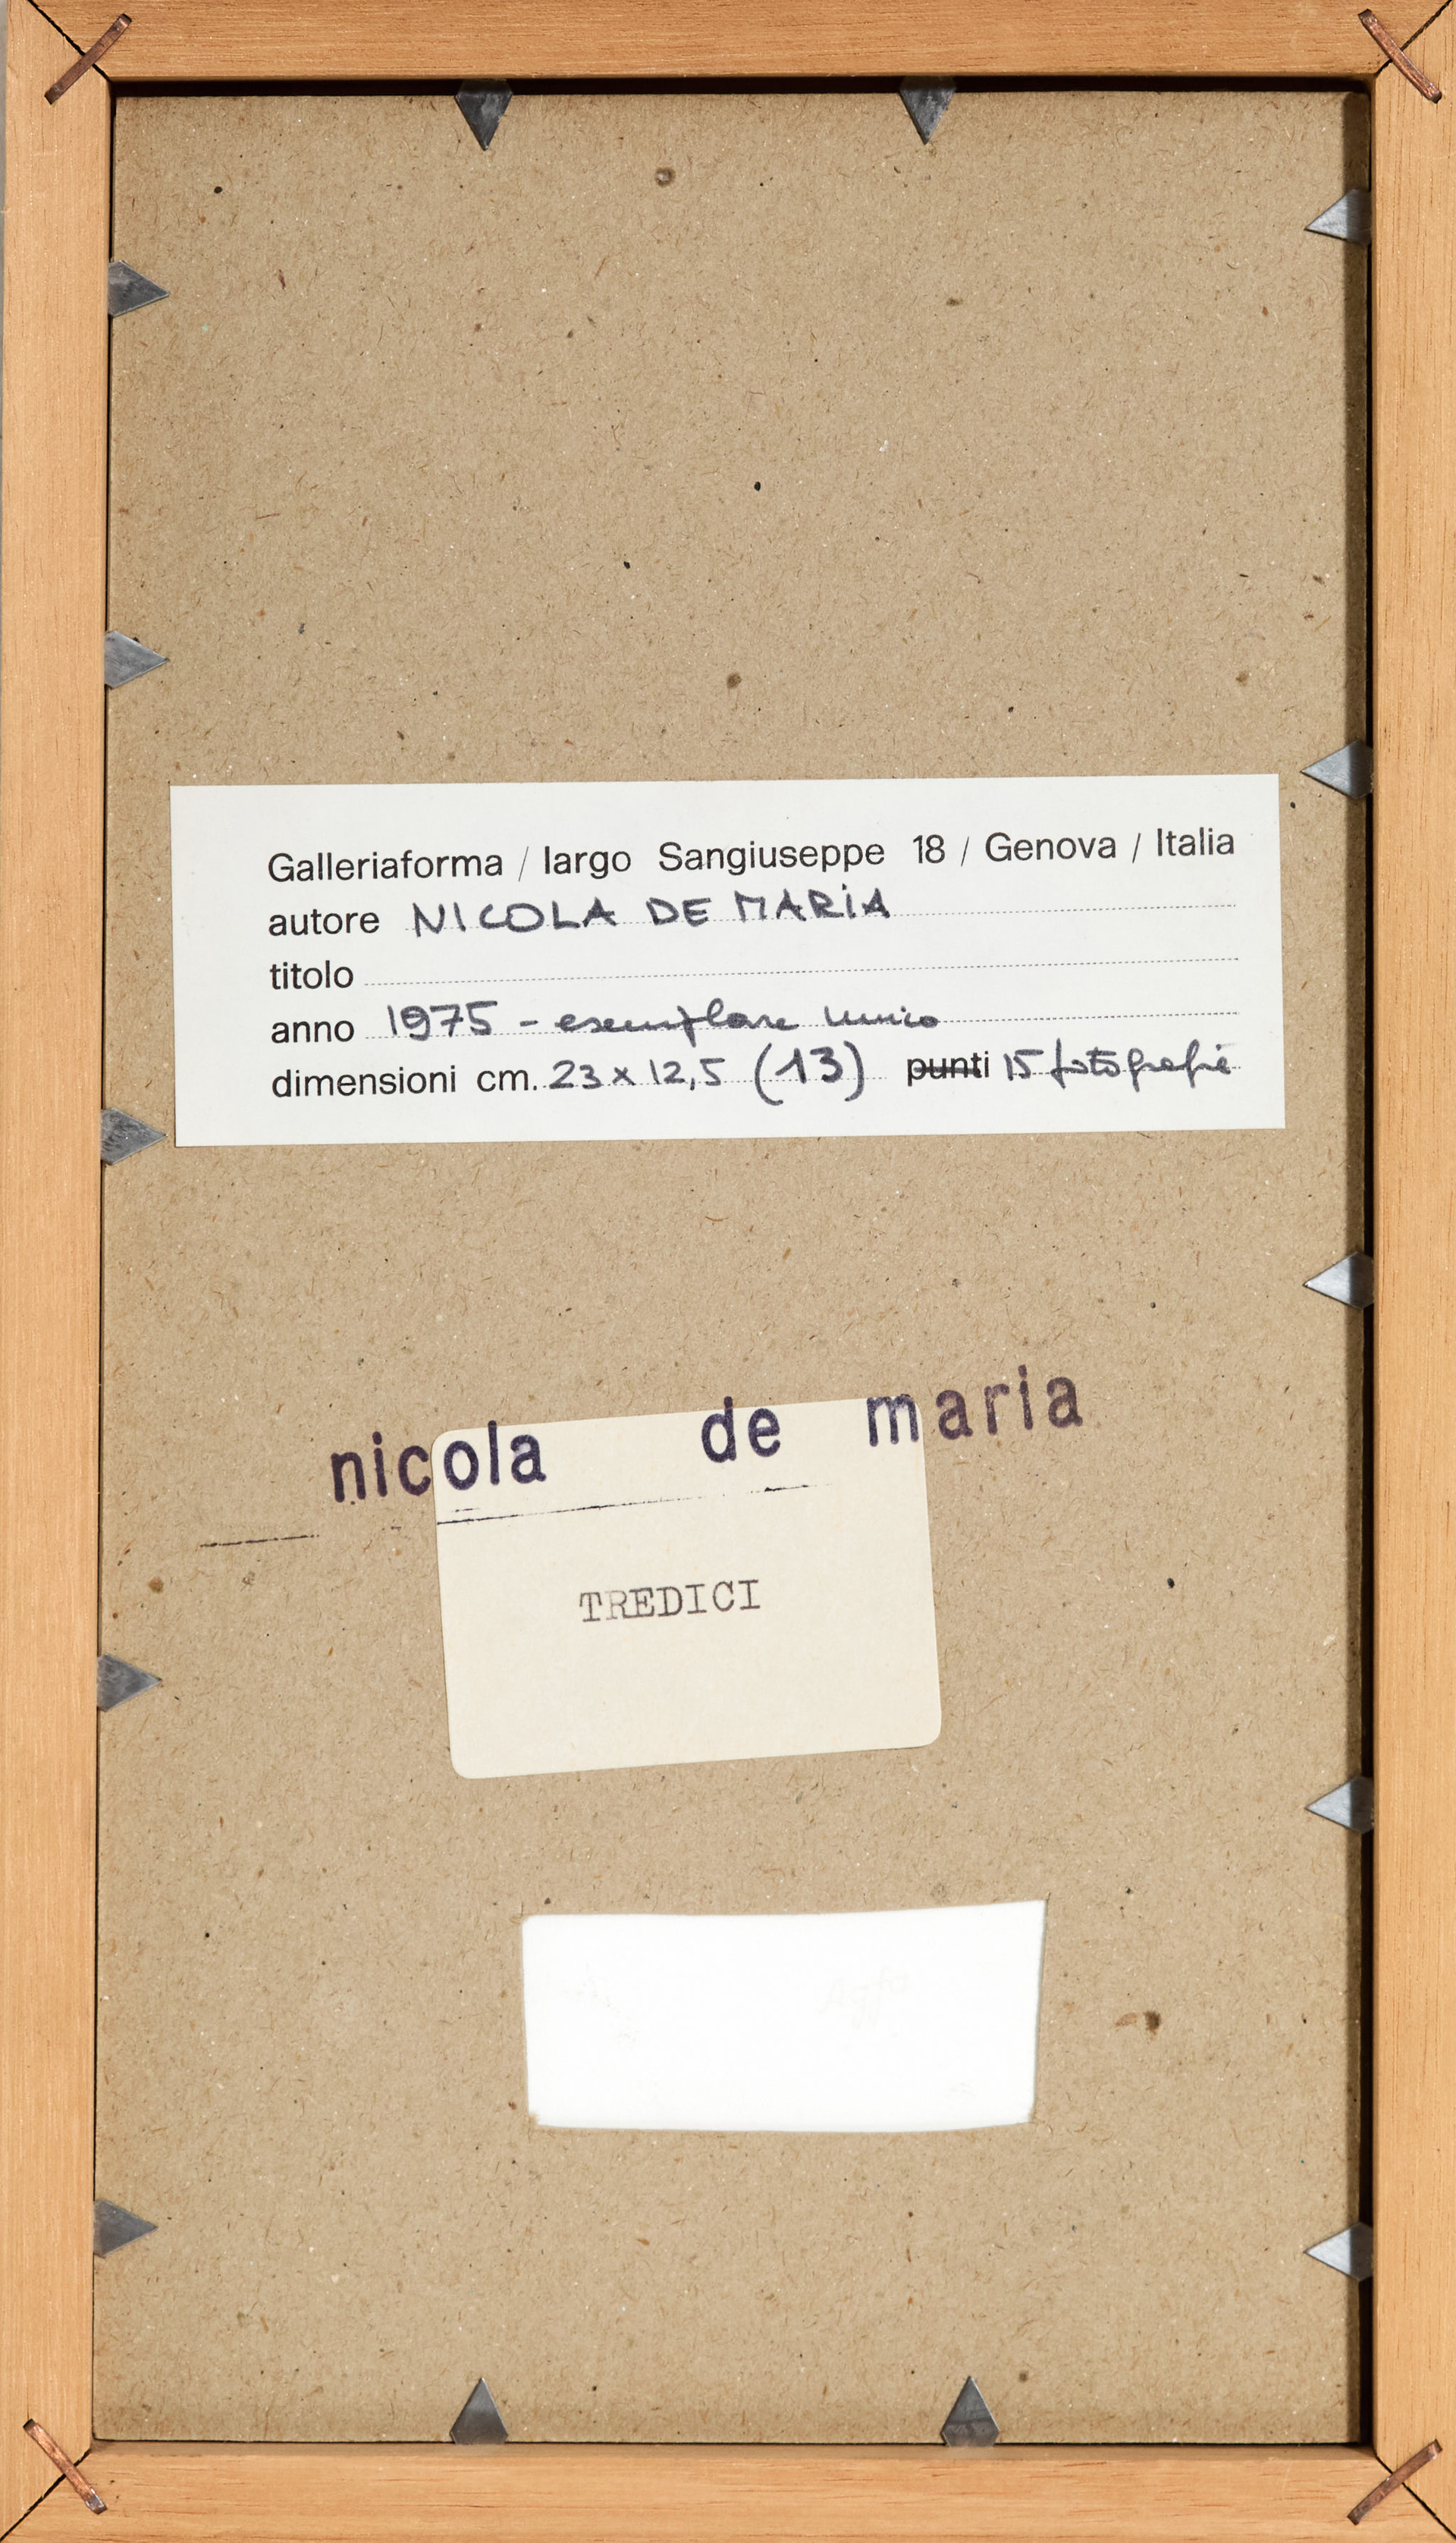 Galleriaforma / largo Sangiuseppe 18 / Genova / Italia
autore NICOLA DE MARIA
titolo
anno 1975 - esemplare unico
dimensioni cm. 23 x 12,5 (13) punti 15 fotografie
nicola de maria
TREDICI